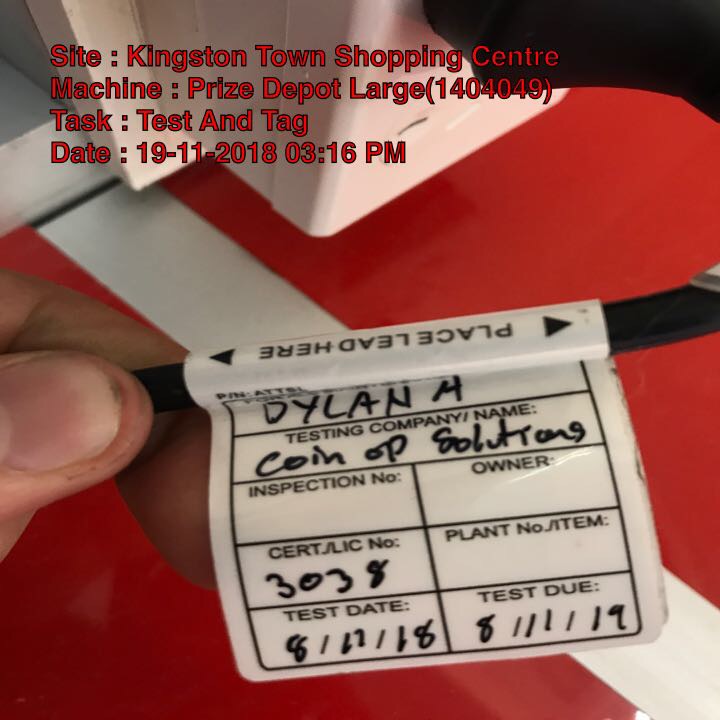 Site : Kingston Town Shopping Centre
Machine : Prize Depot Large(1404049)
Task : Test And Tag
Date : 19-11-2018 03:16 PM
PLACE LEAD HERE
P/N: ATTSL
DYLAN H
TESTING COMPANY/ NAME:
Coin op Solutions
INSPECTION No:
OWNER:
CERT./LIC No:
PLANT No./ITEM:
3038
TEST DATE:
TEST DUE:
8 / 11 / 18
8 / 11 / 19